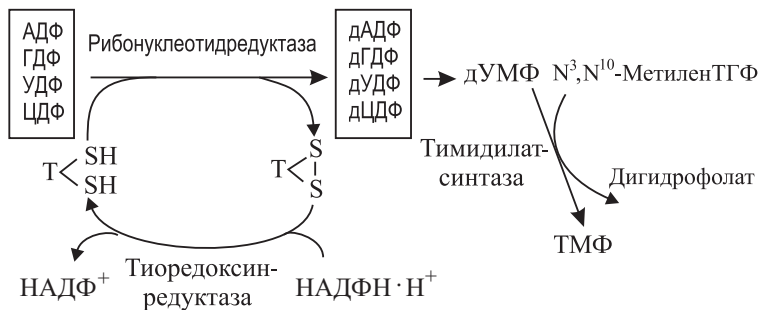 АДФ
ГДФ
УДФ
ЦДФ
Рибонуклеотидредуктаза
дАДФ
дГДФ
дУДФ
дЦДФ
дУМФ N³,N¹⁰-МетиленТГФ
T SH
SH
T S
S
Тимидилат-
синтаза
Дигидрофолат
ТМФ
НАДФ⁺
Тиоредоксин-
редуктаза
НАДФН·Н⁺